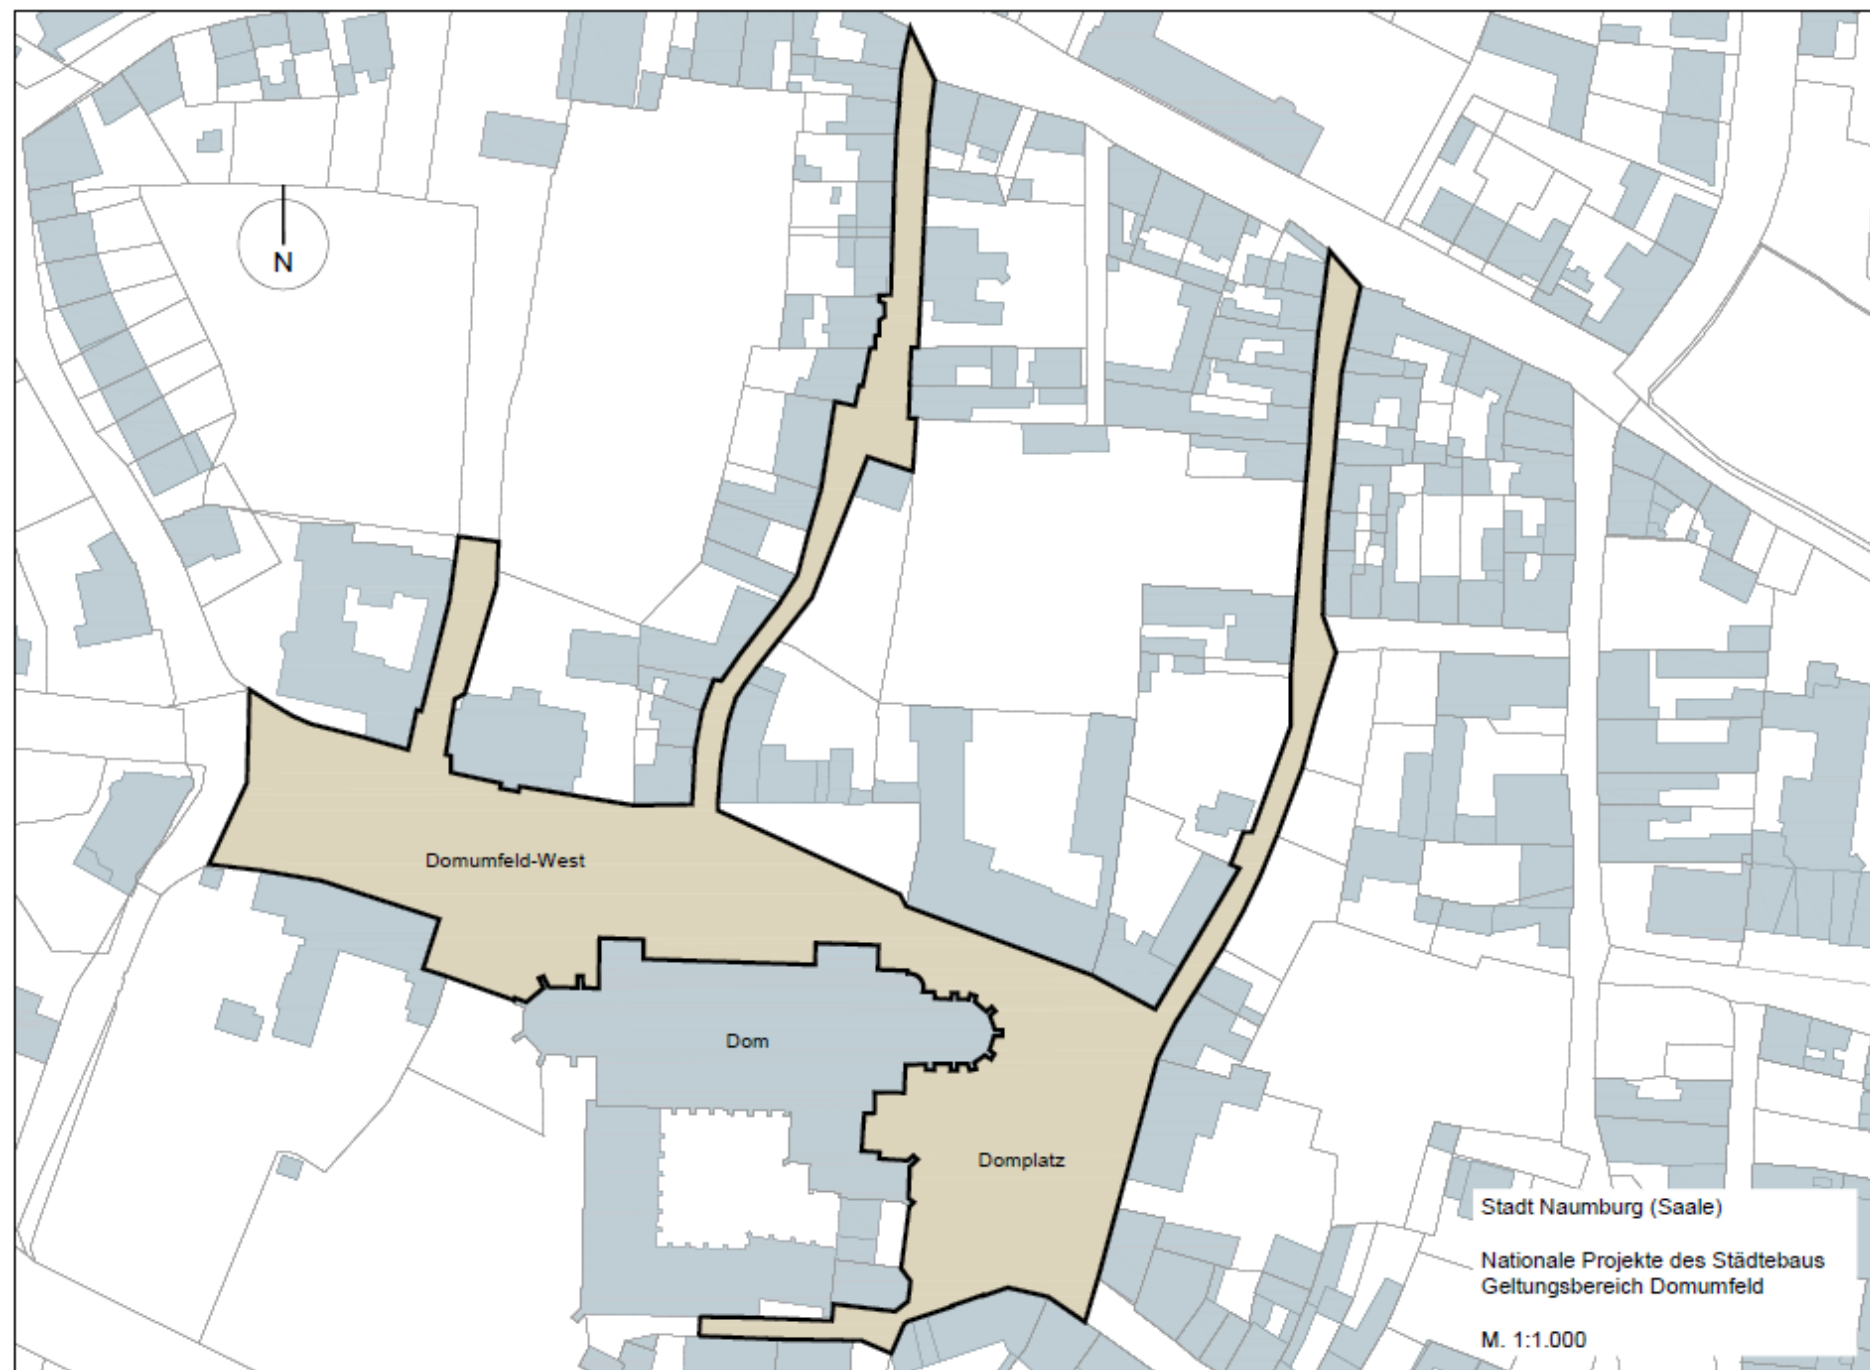 N
Domumfeld-West
Dom
Domplatz
Stadt Naumburg (Saale)
Nationale Projekte des Städtebaus
Geltungsbereich Domumfeld
M. 1:1.000